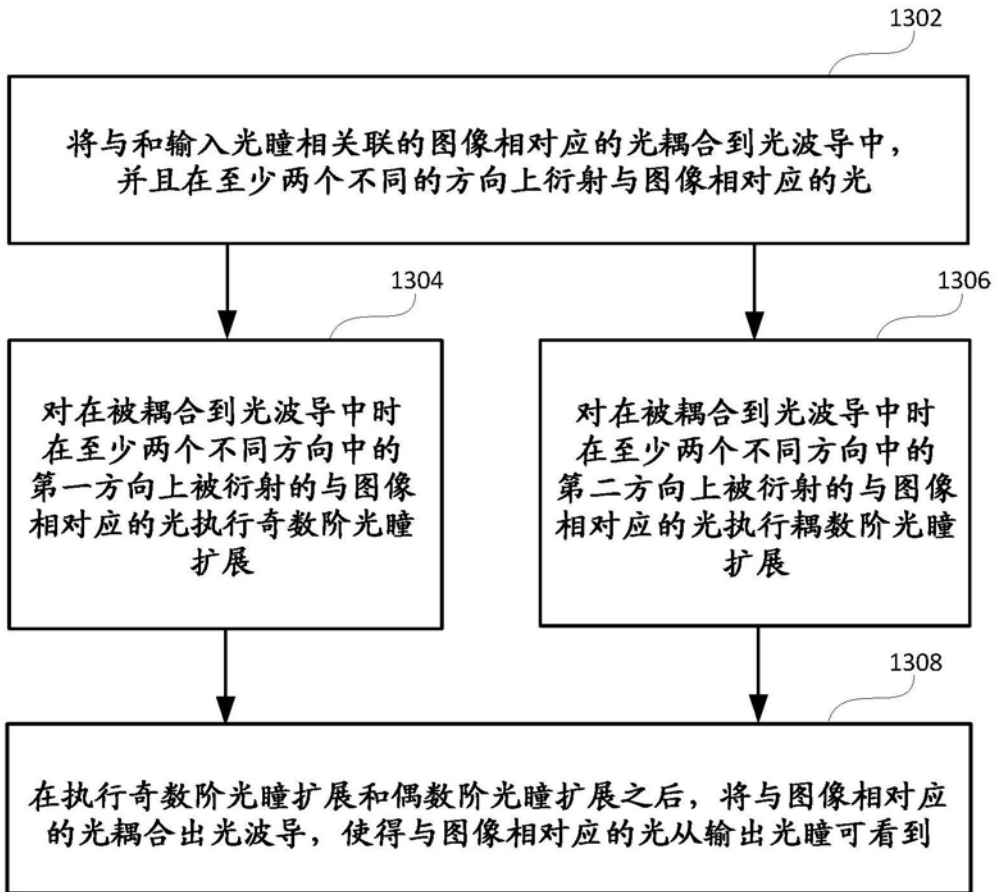 1302
将与和输入光瞳相关联的图像相对应的光耦合到光波导中，
并且在至少两个不同的方向上衍射与图像相对应的光
1304
对在被耦合到光波导中时
在至少两个不同方向中的
第一方向上被衍射的与图像
相对应的光执行奇数阶光瞳
扩展
1306
对在被耦合到光波导中时
在至少两个不同方向中的
第二方向上被衍射的与图像
相对应的光执行耦数阶光瞳
扩展
1308
在执行奇数阶光瞳扩展和偶数阶光瞳扩展之后，将与图像相对应
的光耦合出光波导，使得与图像相对应的光从输出光瞳可看到